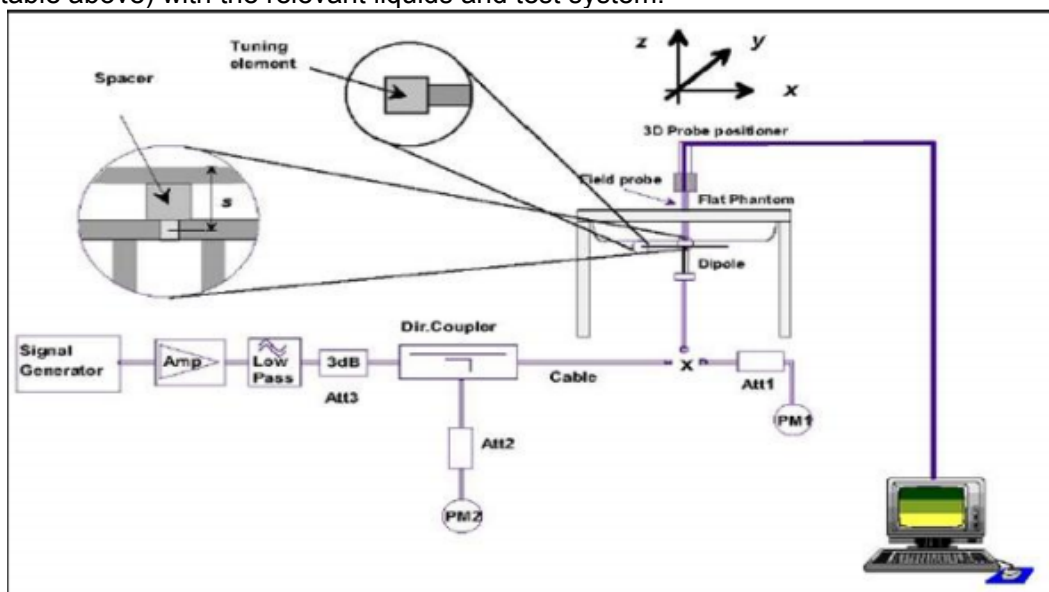 table above) with the relevant liquids and test system.
Tuning
element
Spacer
z
y
x
3D Probe positioner
Field probe
s
Flat Phantom
Dipole
Dir.Coupler
Signal
Generator
Amp
Low
Pass
3dB
Att3
Cable
x
Att1
PM1
Att2
PM2